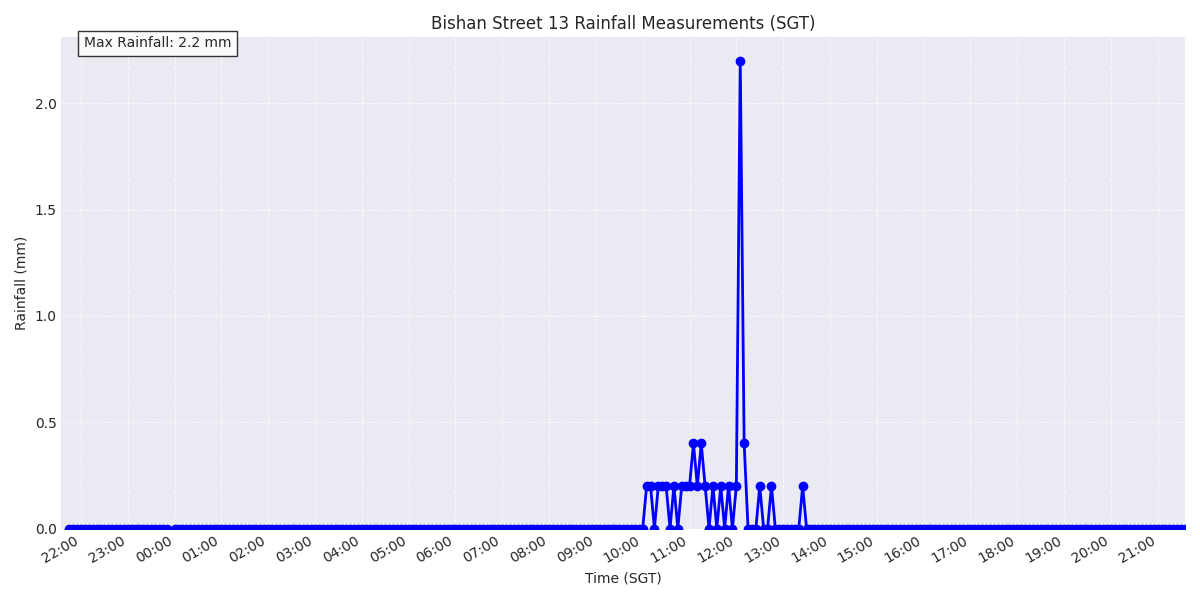 Bishan Street 13 Rainfall Measurements (SGT)
Max Rainfall: 2.2 mm
Rainfall (mm)
2.0
1.5
1.0
0.5
0.0
22:00 23:00 00:00 01:00 02:00 03:00 04:00 05:00 06:00 07:00 08:00 09:00 10:00 11:00 12:00 13:00 14:00 15:00 16:00 17:00 18:00 19:00 20:00 21:00
Time (SGT)